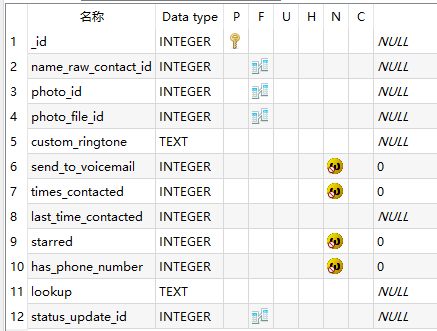 名称 Data type P F U H N C
1 _id INTEGER NULL
2 name_raw_contact_id INTEGER NULL
3 photo_id INTEGER NULL
4 photo_file_id INTEGER NULL
5 custom_ringtone TEXT NULL
6 send_to_voicemail INTEGER 0
7 times_contacted INTEGER 0
8 last_time_contacted INTEGER NULL
9 starred INTEGER 0
10 has_phone_number INTEGER 0
11 lookup TEXT NULL
12 status_update_id INTEGER NULL